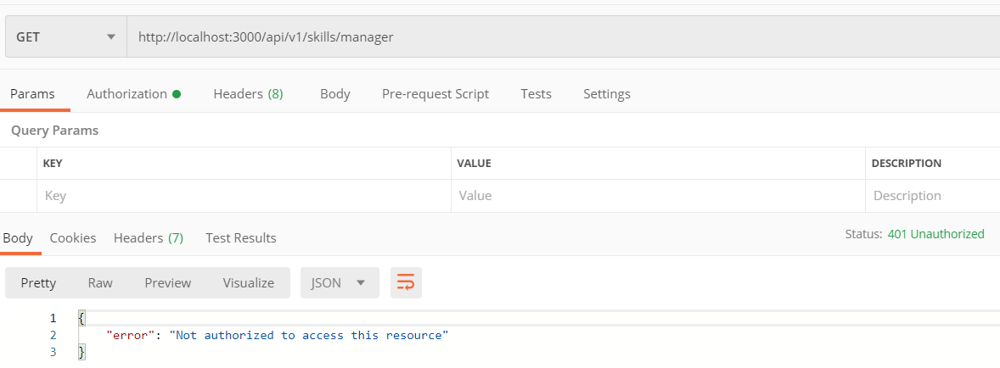 GET http://localhost:3000/api/v1/skills/manager
Params Authorization Headers (8) Body Pre-request Script Tests Settings
Query Params
KEY VALUE DESCRIPTION
Key Value Description
Body Cookies Headers (7) Test Results Status: 401 Unauthorized
Pretty Raw Preview Visualize JSON
1 {
2 "error": "Not authorized to access this resource"
3 }